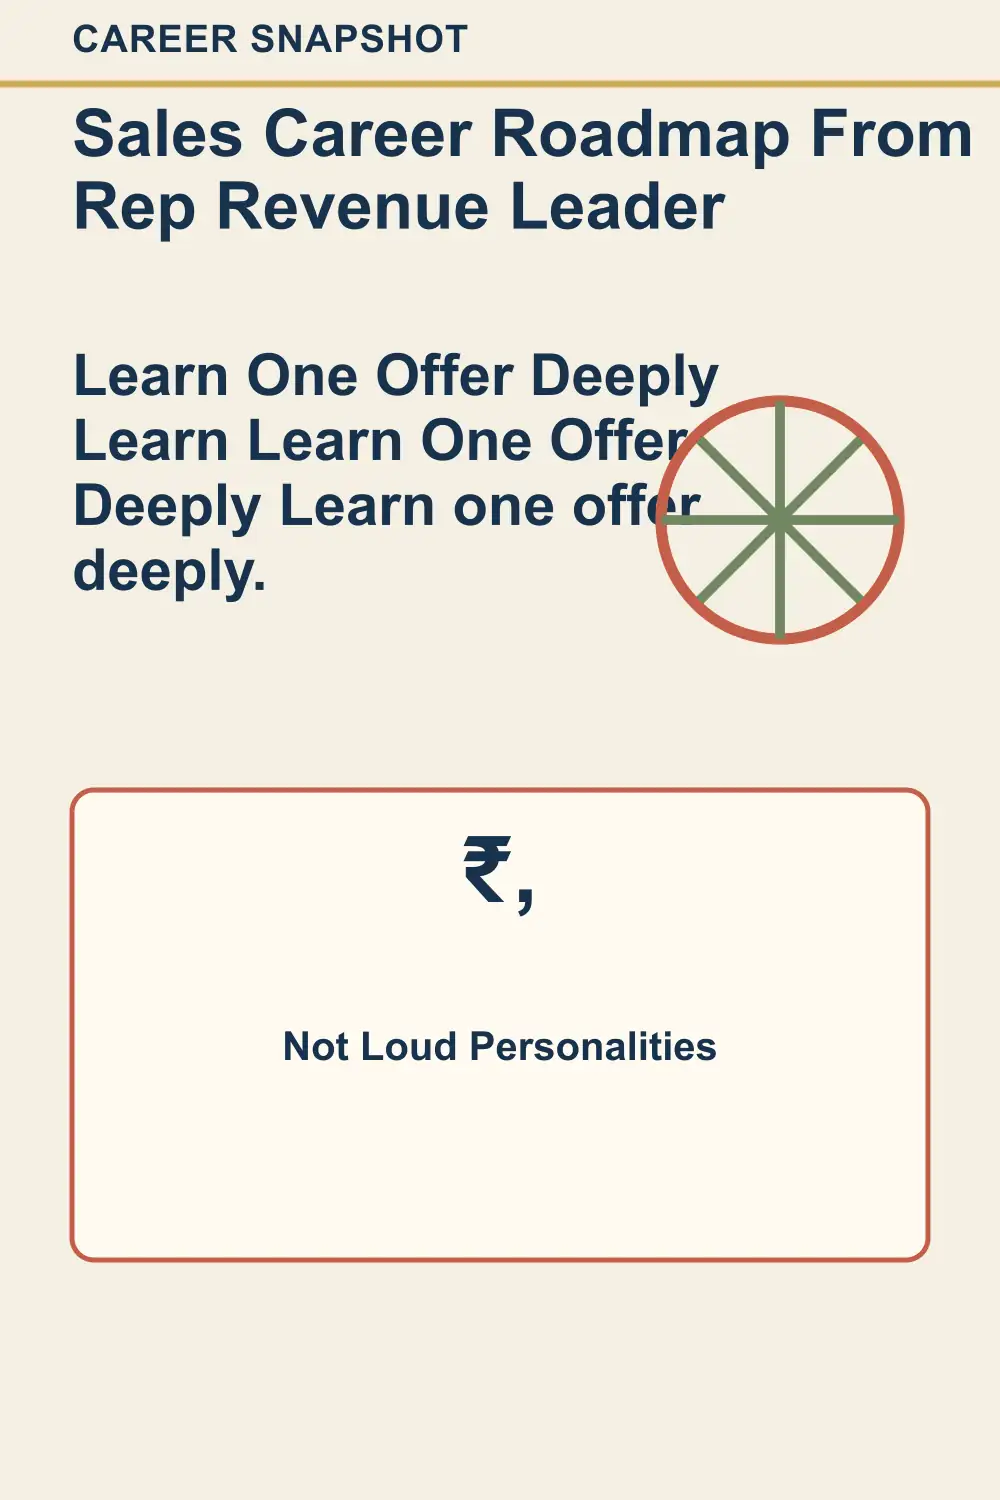 CAREER SNAPSHOT
Sales Career Roadmap From
Rep Revenue Leader
Learn One Offer Deeply
Learn Learn One Offer
Deeply Learn one offer
deeply.
₹,
Not Loud Personalities